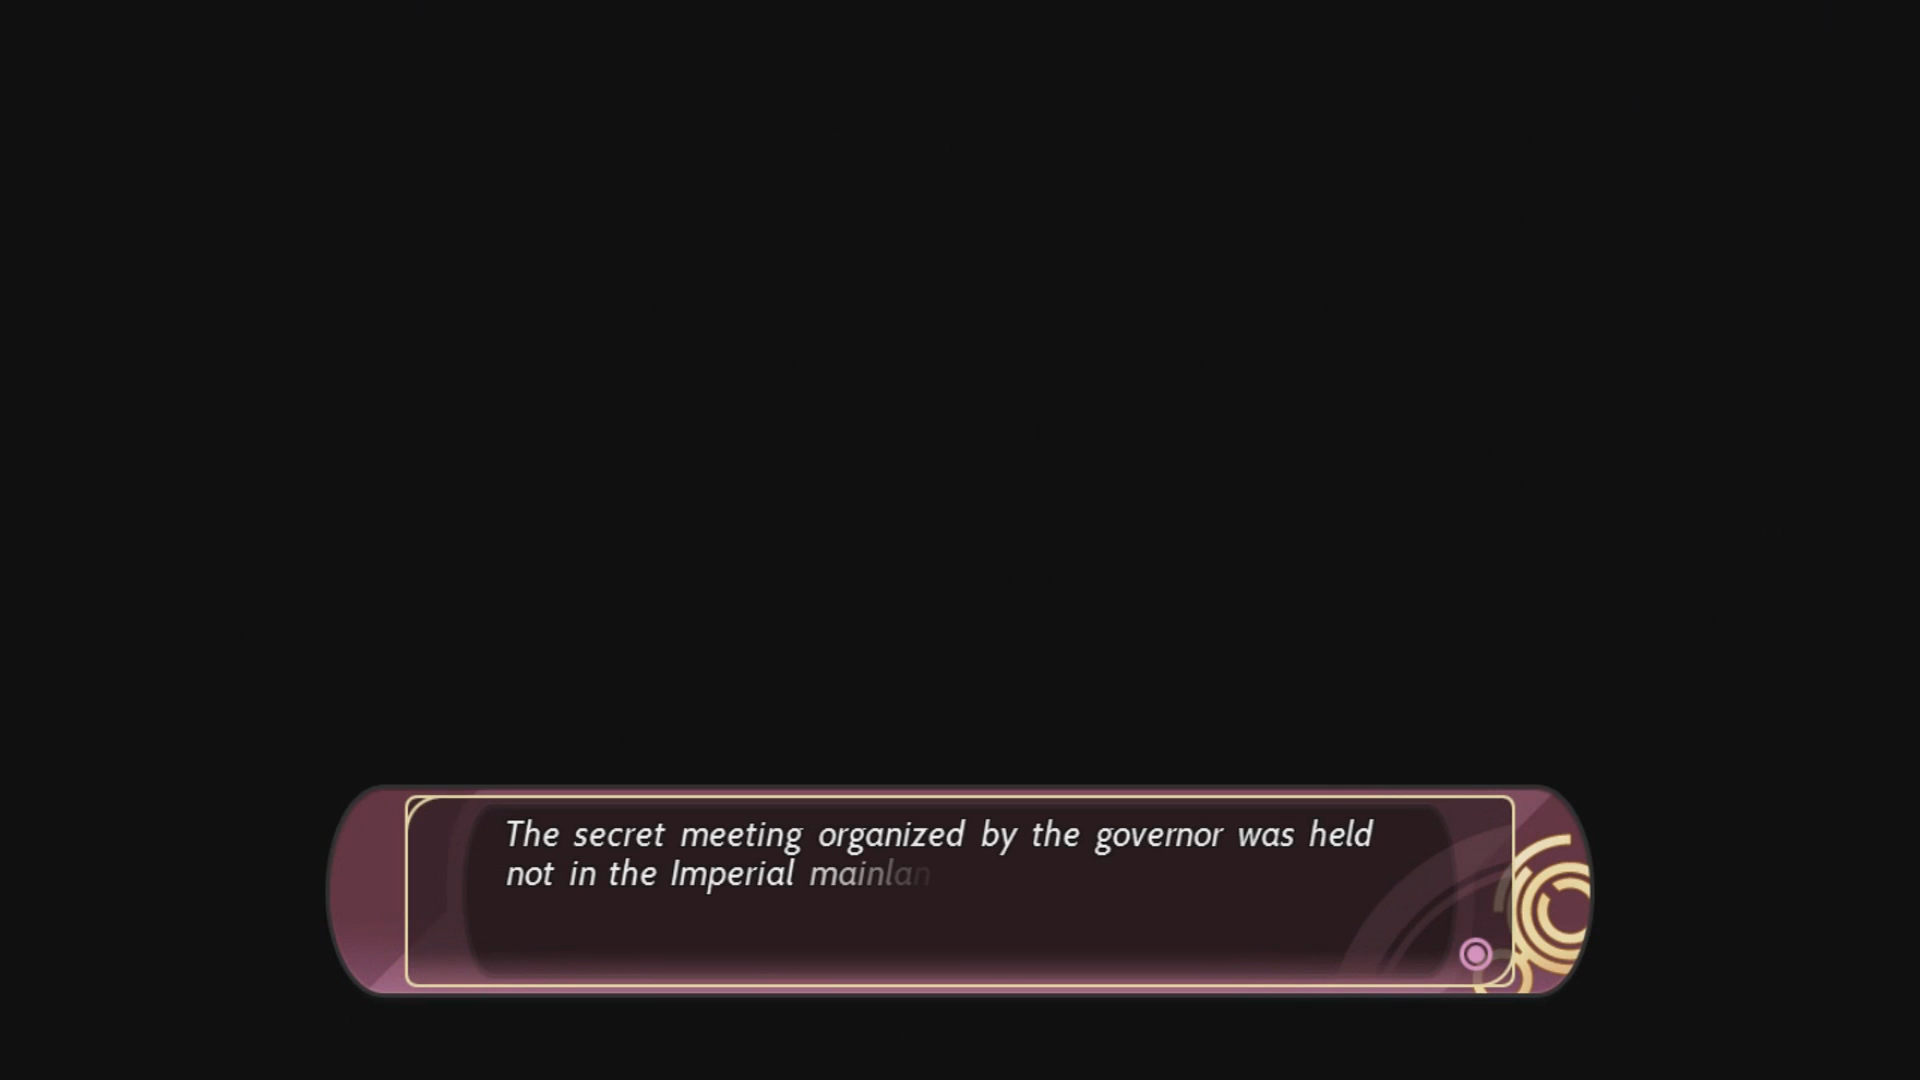 The secret meeting organized by the governor was held
not in the Imperial mainlan